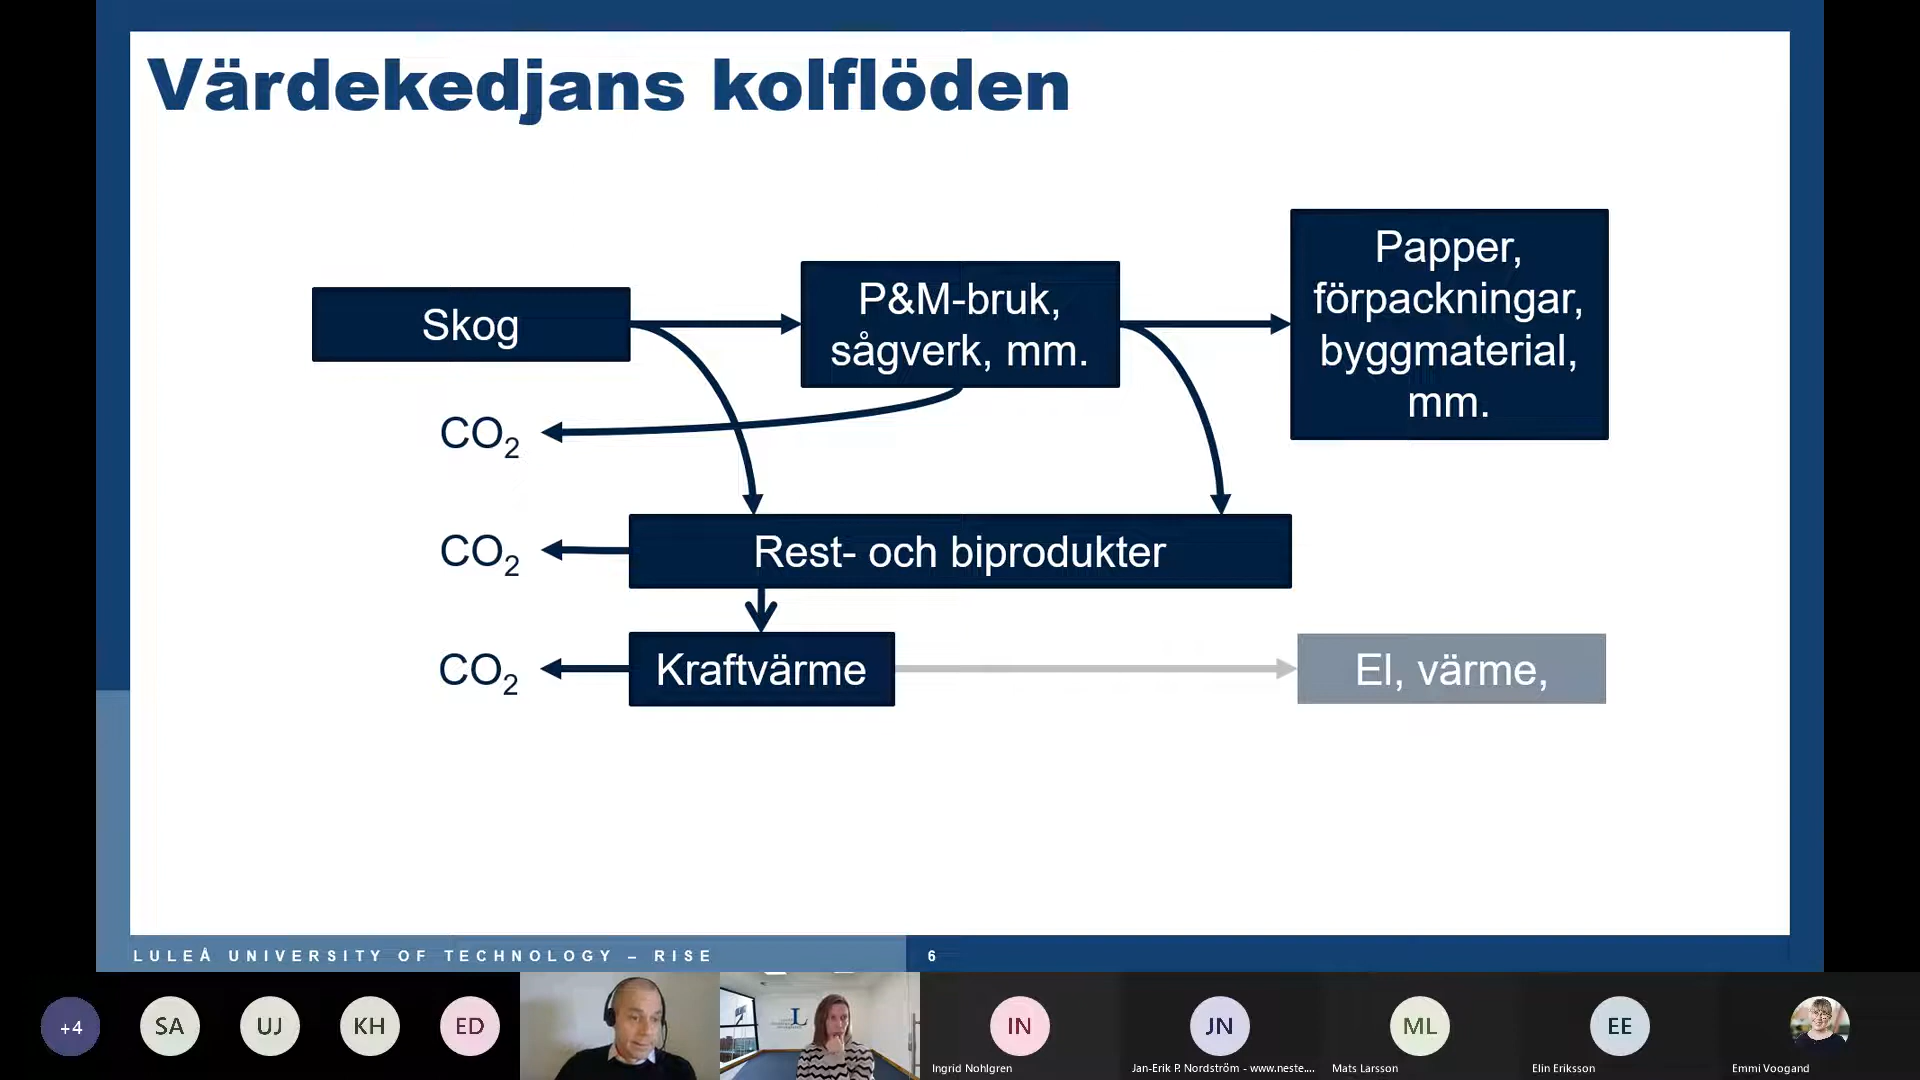 Värdekedjans kolflöden
Skog
P&M-bruk,
sågverk, mm.
Papper,
förpackningar,
byggmaterial,
mm.
CO₂
CO₂
Rest- och biprodukter
CO₂
Kraftvärme
El, värme,
LULEÅ UNIVERSITY OF TECHNOLOGY – RISE
6
+4
SA
UJ
KH
ED
L
IN
JN
ML
EE
Ingrid Nohlgren
Jan-Erik P. Nordström - www.neste....
Mats Larsson
Elin Eriksson
Emmi Voogand